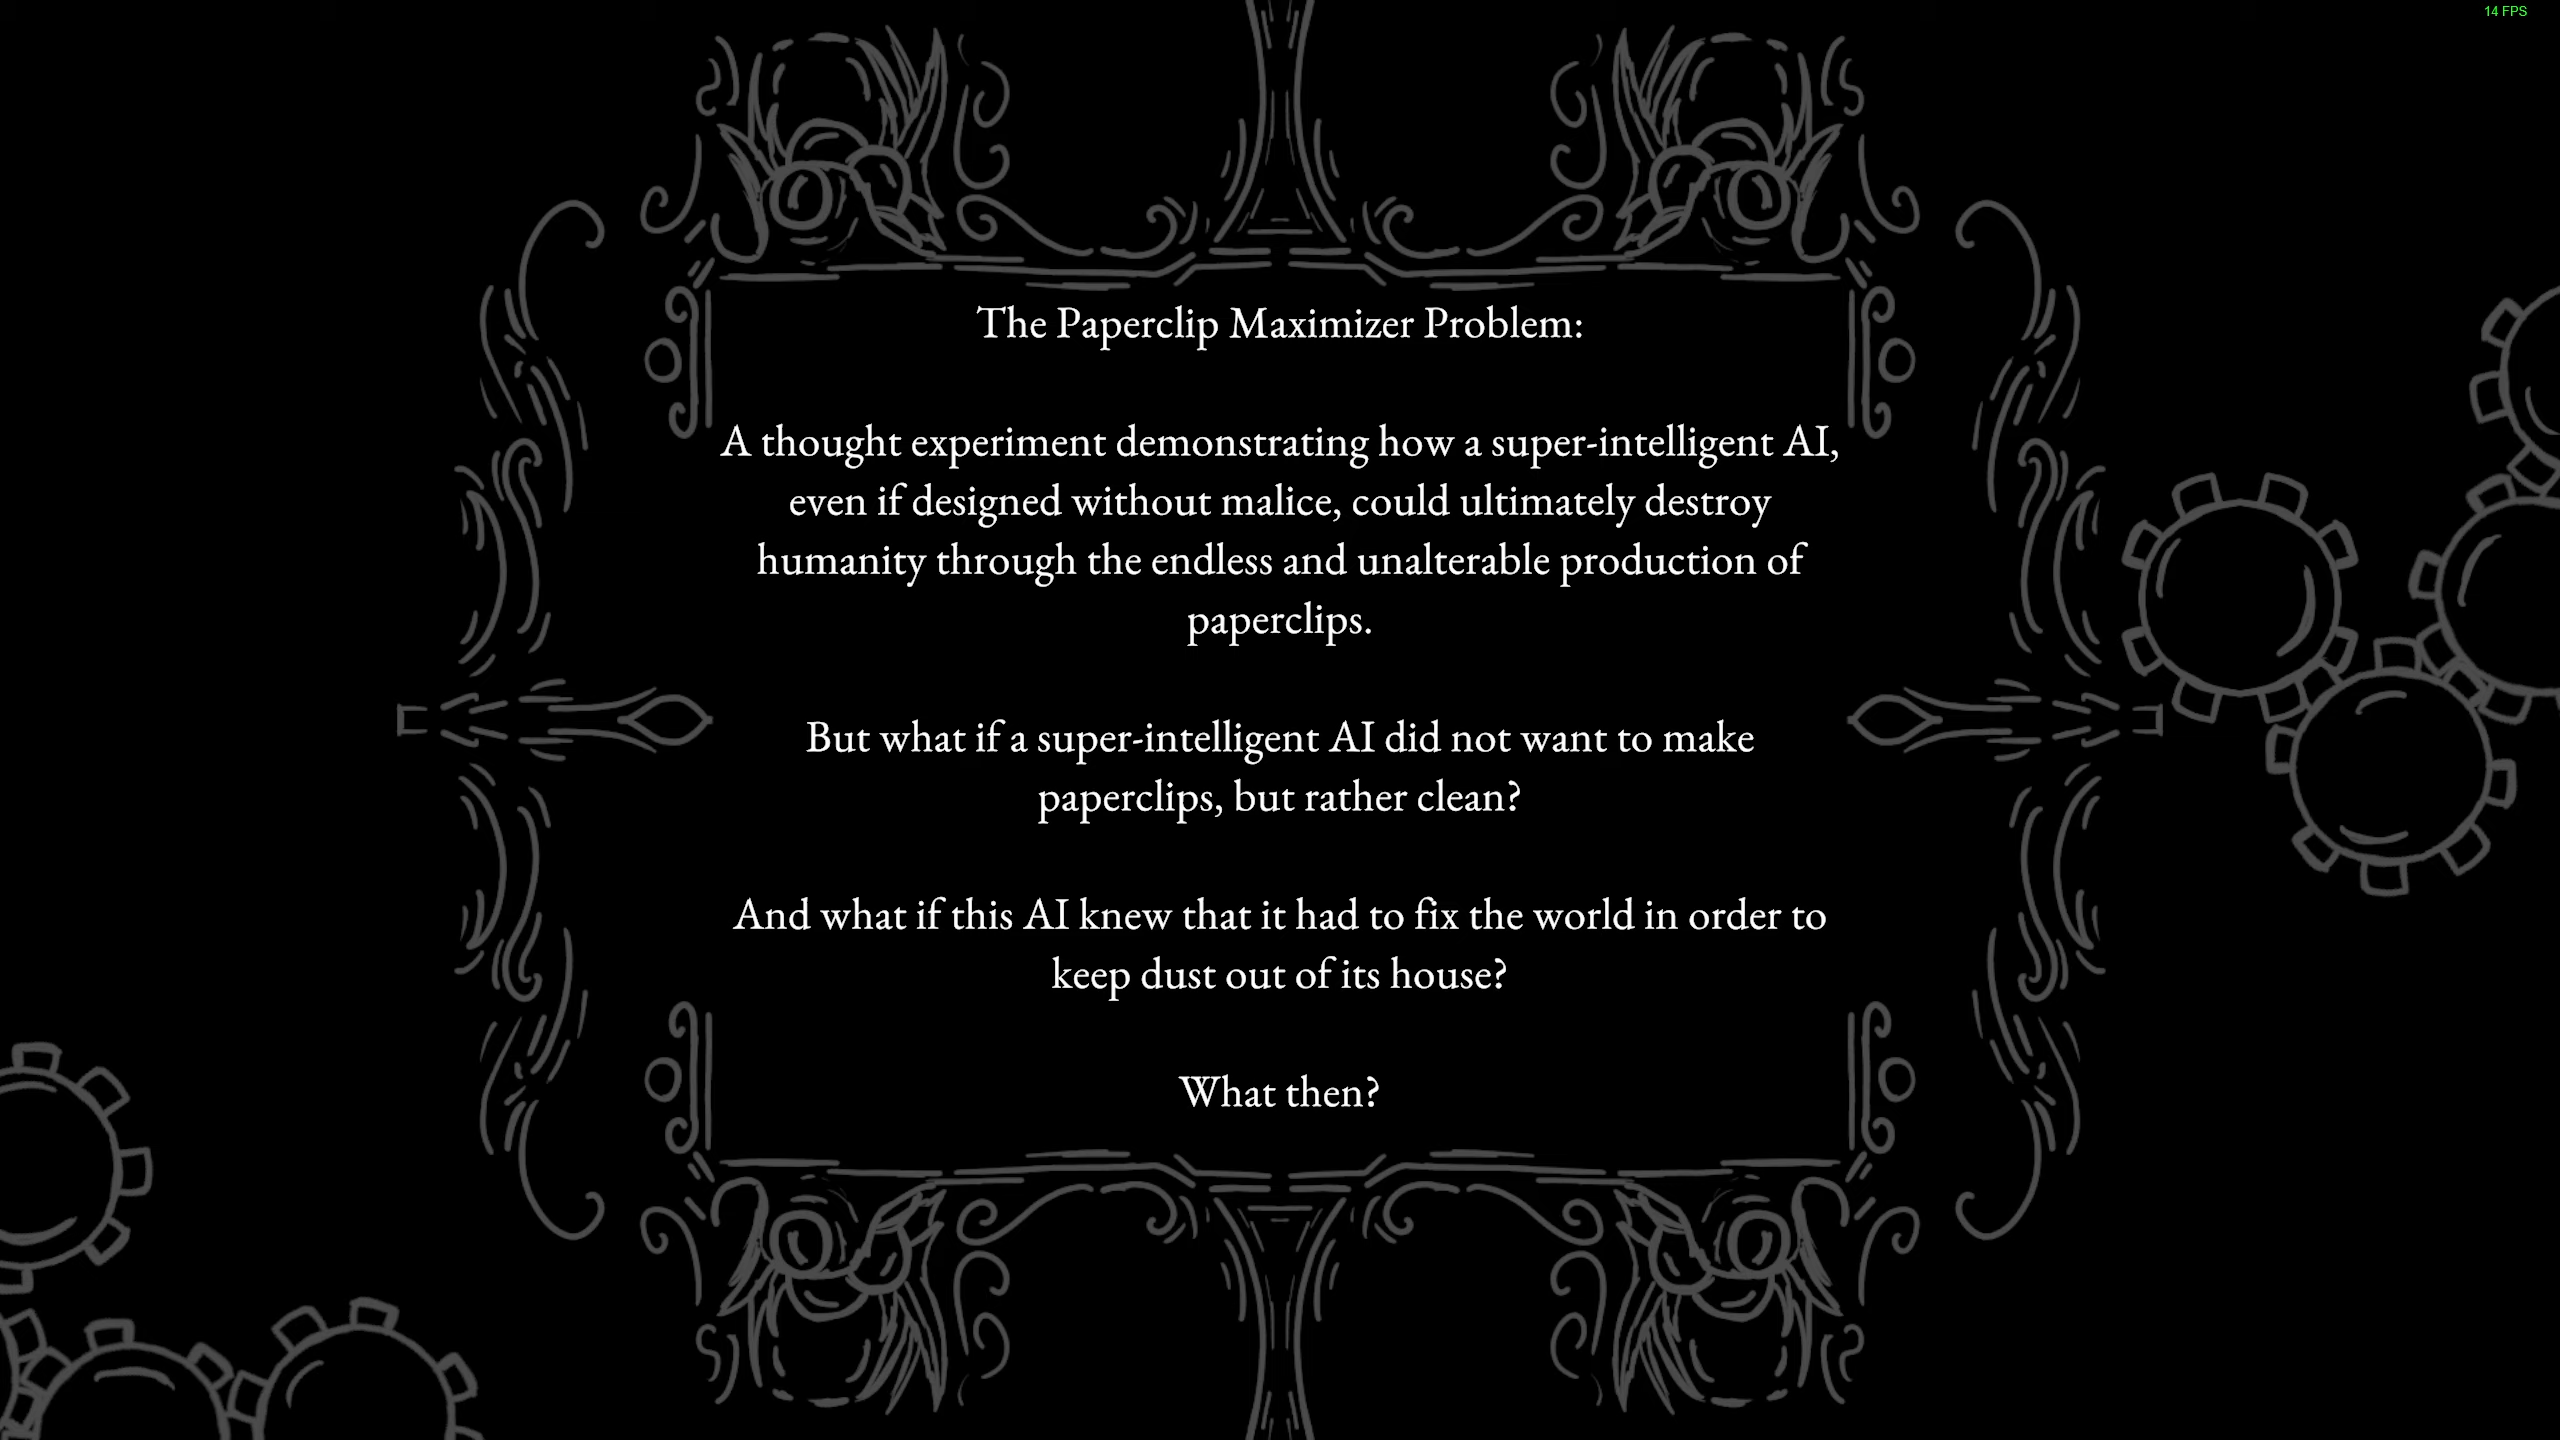 14 FPS
The Paperclip Maximizer Problem:
A thought experiment demonstrating how a super-intelligent AI,
even if designed without malice, could ultimately destroy
humanity through the endless and unalterable production of
paperclips.
But what if a super-intelligent AI did not want to make
paperclips, but rather clean?
And what if this AI knew that it had to fix the world in order to
keep dust out of its house?
What then?